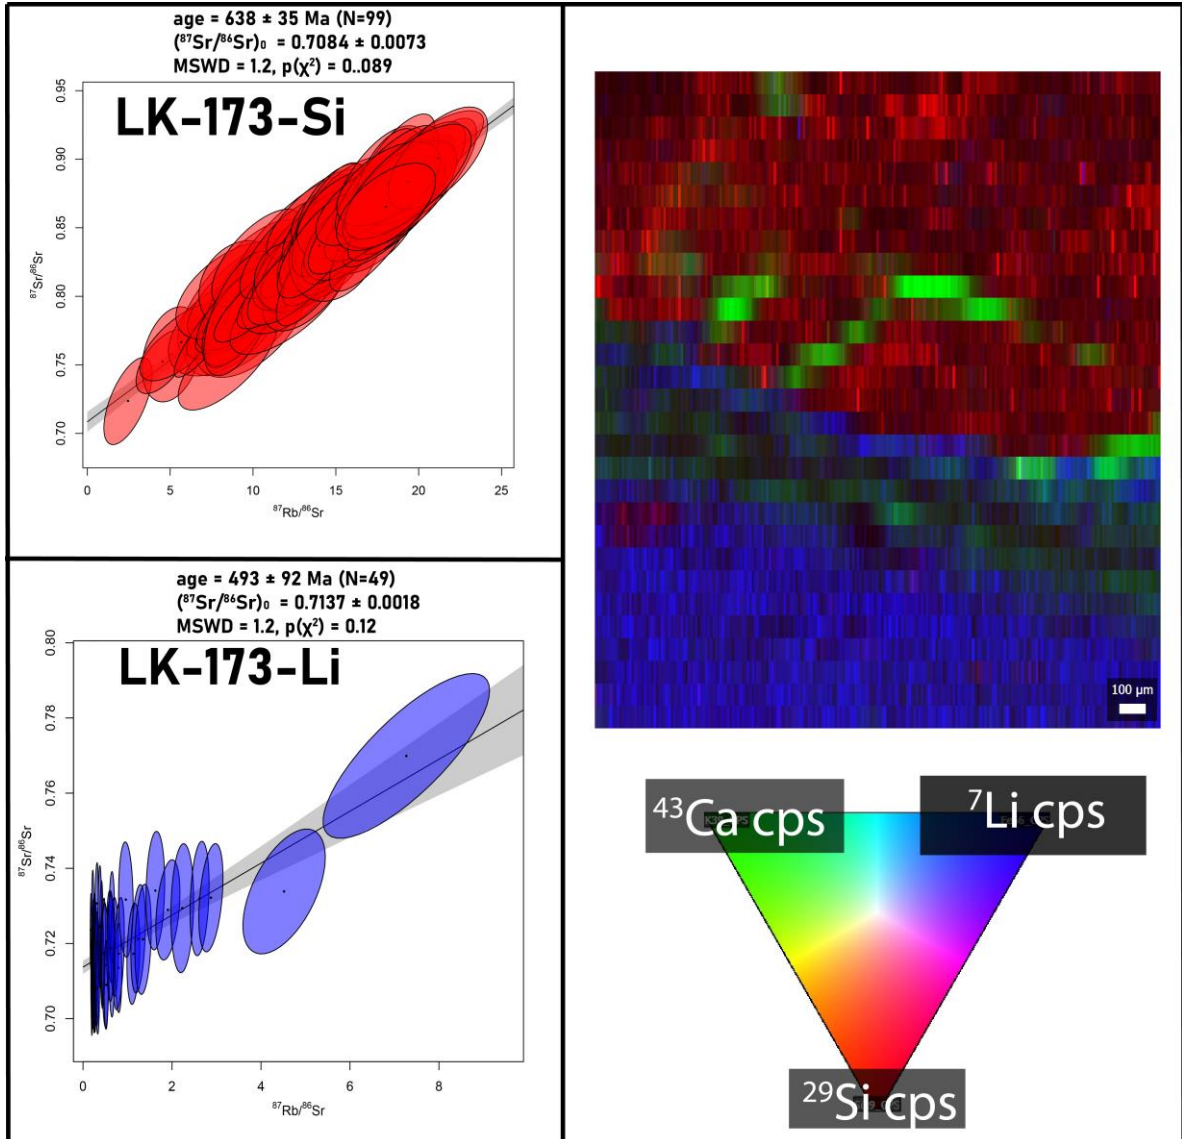 age = 638 ± 35 Ma (N=99)
(⁸⁷Sr/⁸⁶Sr)₀ = 0.7084 ± 0.0073
MSWD = 1.2, p(χ²) = 0..089
LK-173-Si
0.95
0.90
0.85
0.80
0.75
0.70
⁸⁷Sr/⁸⁶Sr
0 5 10 15 20 25
⁸⁷Rb/⁸⁶Sr
age = 493 ± 92 Ma (N=49)
(⁸⁷Sr/⁸⁶Sr)₀ = 0.7137 ± 0.0018
MSWD = 1.2, p(χ²) = 0.12
LK-173-Li
0.80
0.78
0.76
0.74
0.72
0.70
⁸⁷Sr/⁸⁶Sr
0 2 4 6 8
⁸⁷Rb/⁸⁶Sr
100 µm
⁴³Ca cps
⁷Li cps
²⁹Si cps